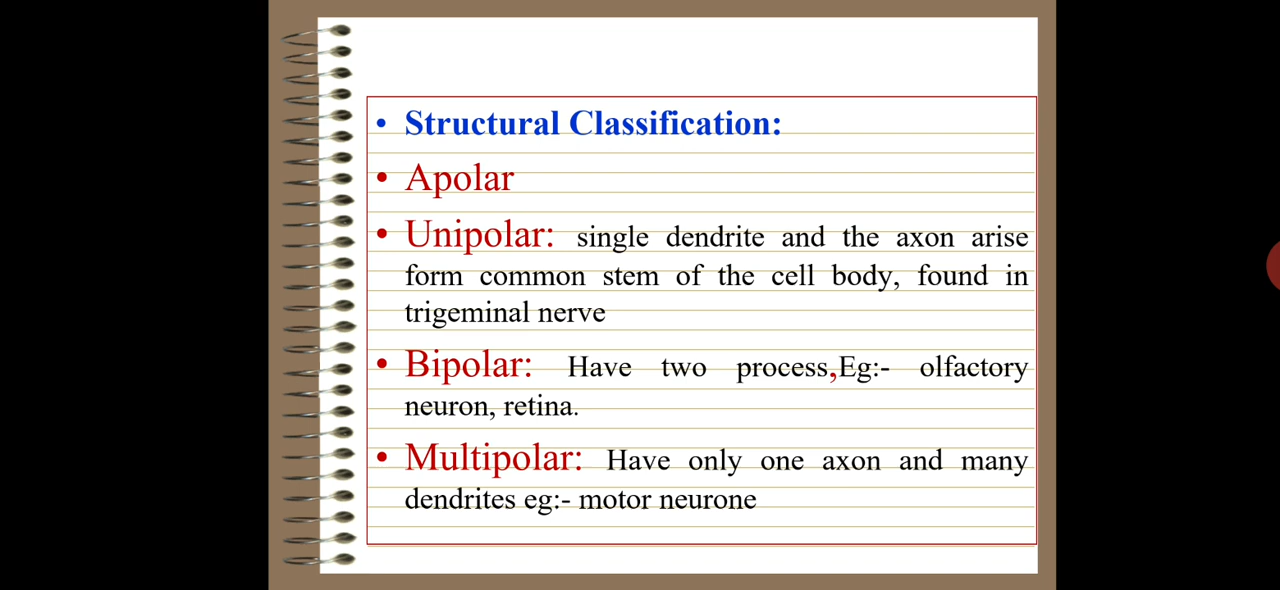 • Structural Classification:
• Apolar
• Unipolar: single dendrite and the axon arise
form common stem of the cell body, found in
trigeminal nerve
• Bipolar: Have two process,Eg:- olfactory
neuron, retina.
• Multipolar: Have only one axon and many
dendrites eg:- motor neurone